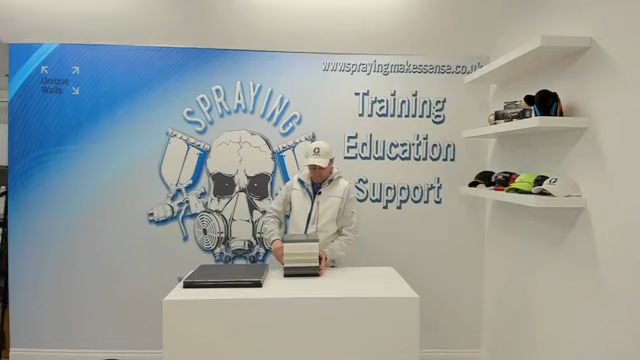 www.sprayingmakessense.co.uk
Unique
Walls
SPRAYING
Training
Education
Support